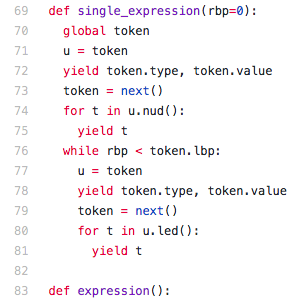 69 def single_expression(rbp=0):
70   global token
71   u = token
72   yield token.type, token.value
73   token = next()
74   for t in u.nud():
75     yield t
76   while rbp < token.lbp:
77     u = token
78     yield token.type, token.value
79     token = next()
80     for t in u.led():
81       yield t
82
83 def expression():